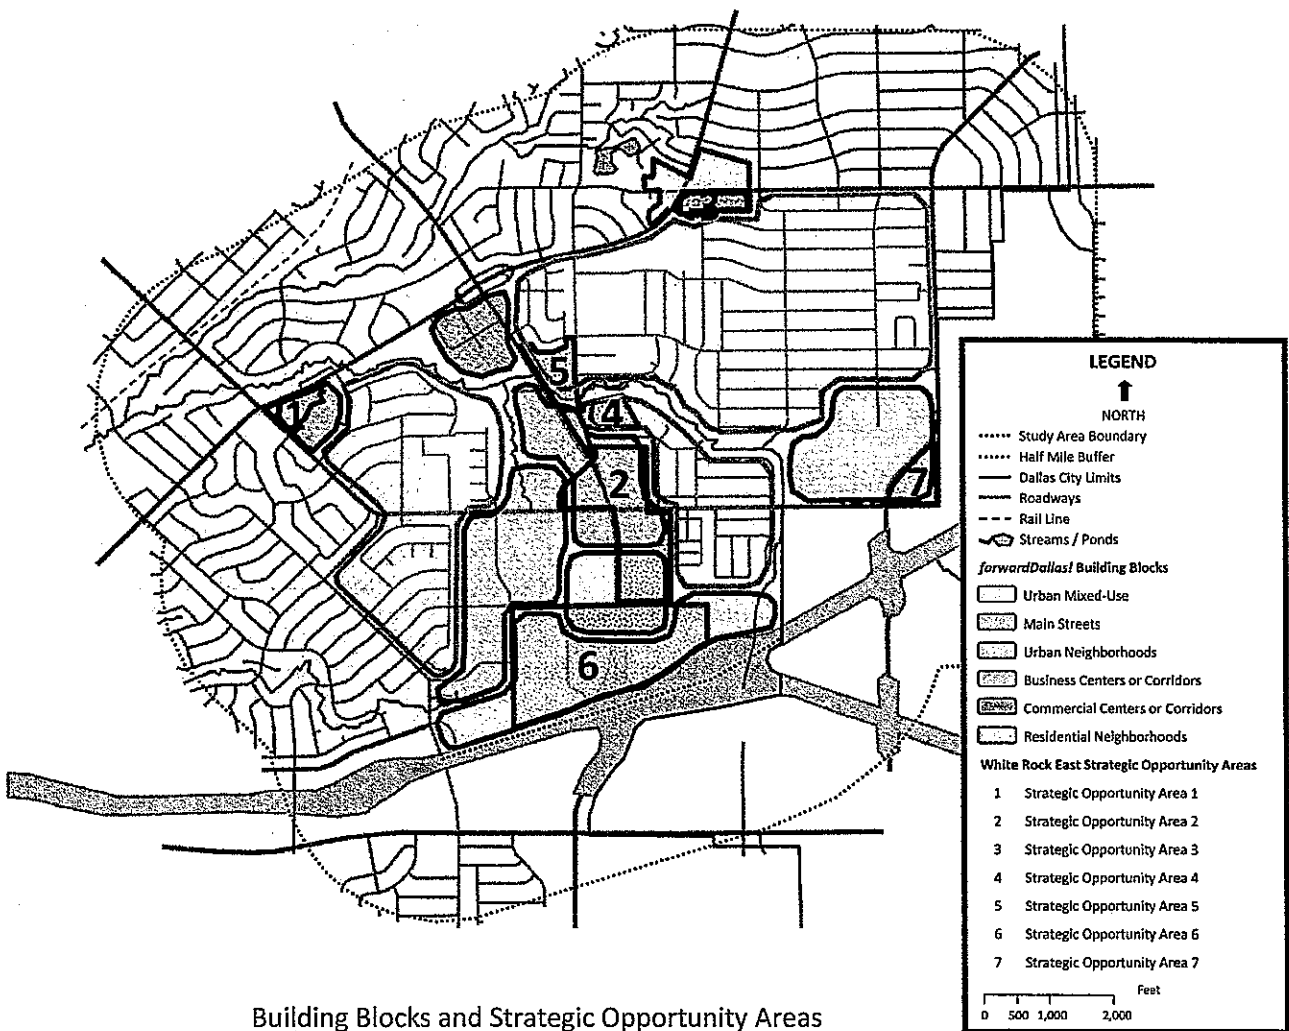 1
5
4
2
7
6
LEGEND
NORTH
Study Area Boundary
Half Mile Buffer
Dallas City Limits
Roadways
Rail Line
Streams / Ponds
forwardDallas! Building Blocks
Urban Mixed-Use
Main Streets
Urban Neighborhoods
Business Centers or Corridors
Commercial Centers or Corridors
Residential Neighborhoods
White Rock East Strategic Opportunity Areas
1 Strategic Opportunity Area 1
2 Strategic Opportunity Area 2
3 Strategic Opportunity Area 3
4 Strategic Opportunity Area 4
5 Strategic Opportunity Area 5
6 Strategic Opportunity Area 6
7 Strategic Opportunity Area 7
Feet
0 500 1,000 2,000
Building Blocks and Strategic Opportunity Areas